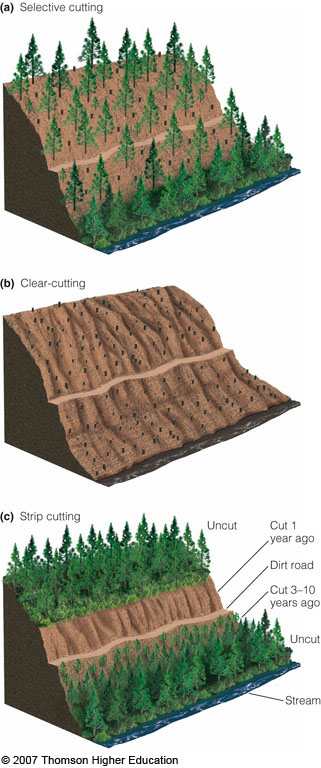 (a) Selective cutting
(b) Clear-cutting
(c) Strip cutting
Uncut
Cut 1
year ago
Dirt road
Cut 3–10
years ago
Uncut
Stream
© 2007 Thomson Higher Education